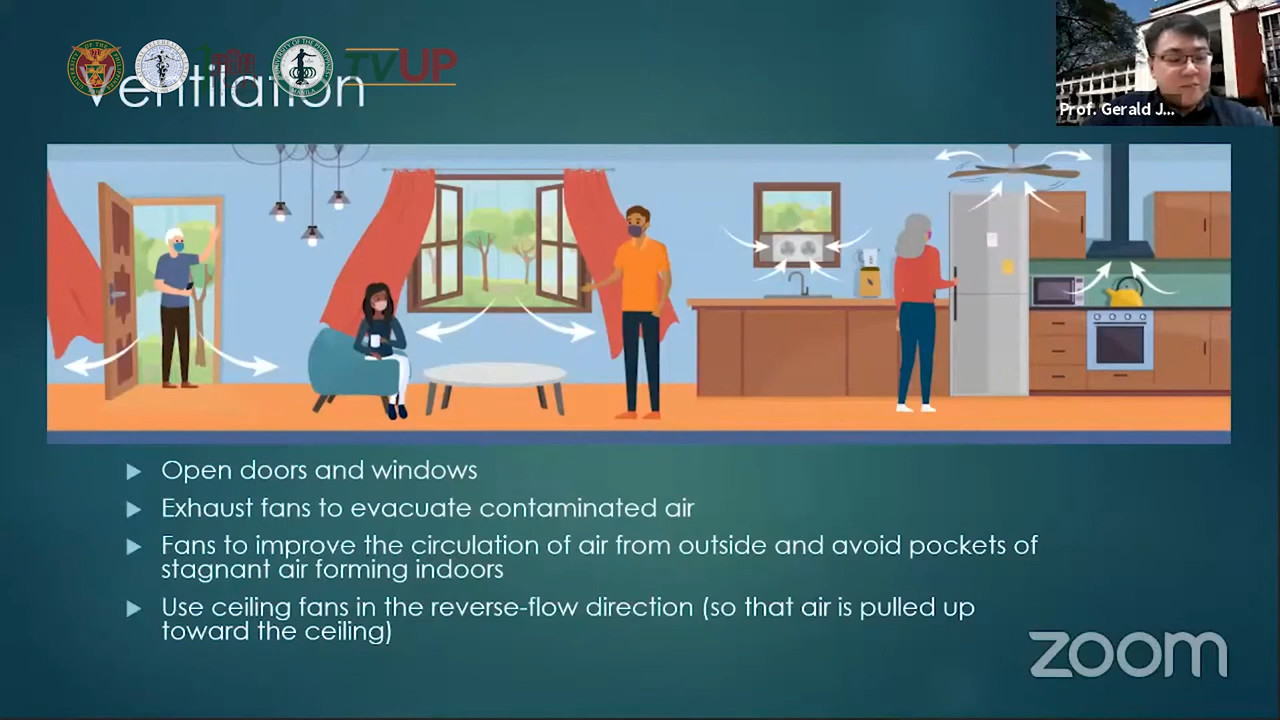 TVUP
Ventilation
Prof. Gerald J...
Open doors and windows
Exhaust fans to evacuate contaminated air
Fans to improve the circulation of air from outside and avoid pockets of
stagnant air forming indoors
Use ceiling fans in the reverse-flow direction (so that air is pulled up
toward the ceiling)
zoom